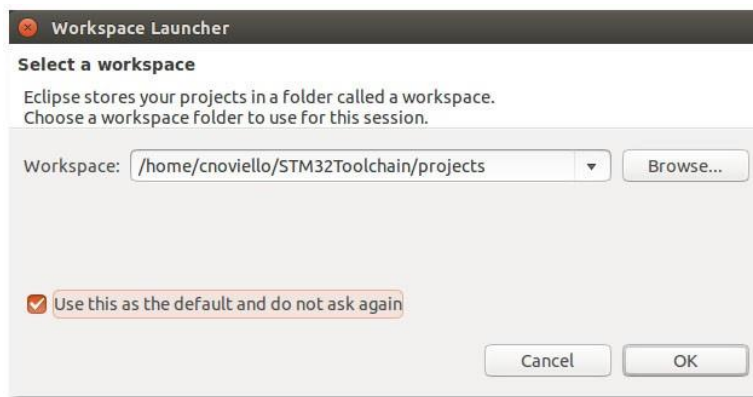 Workspace Launcher
Select a workspace
Eclipse stores your projects in a folder called a workspace.
Choose a workspace folder to use for this session.
Workspace: /home/cnoviello/STM32Toolchain/projects Browse...
Use this as the default and do not ask again
Cancel OK